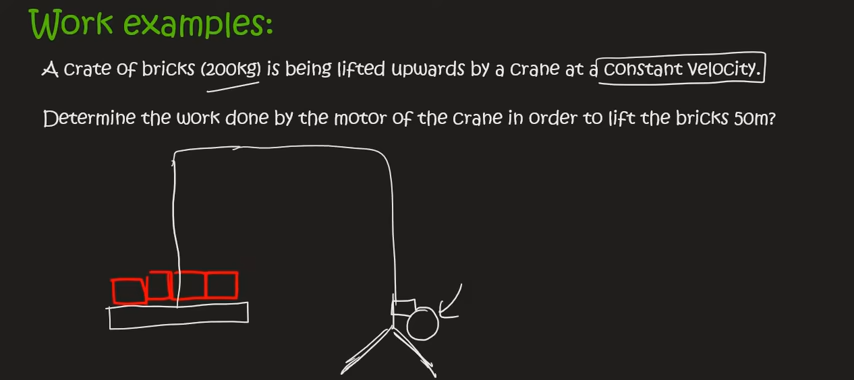 Work examples:
A crate of bricks (200kg) is being lifted upwards by a crane at a constant velocity.
Determine the work done by the motor of the crane in order to lift the bricks 50m?